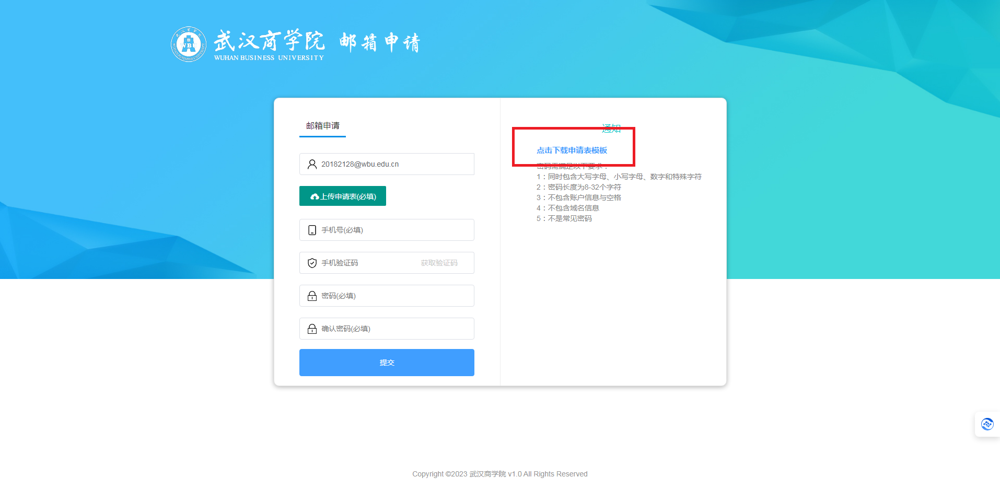 武汉商学院 邮箱申请
WUHAN BUSINESS UNIVERSITY
邮箱申请
20182128@wbu.edu.cn
上传申请表(必填)
手机号(必填)
手机验证码 获取验证码
密码(必填)
确认密码(必填)
提交
通知
点击下载申请表模板
密码需满足以下要求：
1：同时包含大写字母、小写字母、数字和特殊字符
2：密码长度为8-32个字符
3：不包含账户信息与空格
4：不包含域名信息
5：不是常见密码
Copyright ©2023 武汉商学院 v1.0 All Rights Reserved